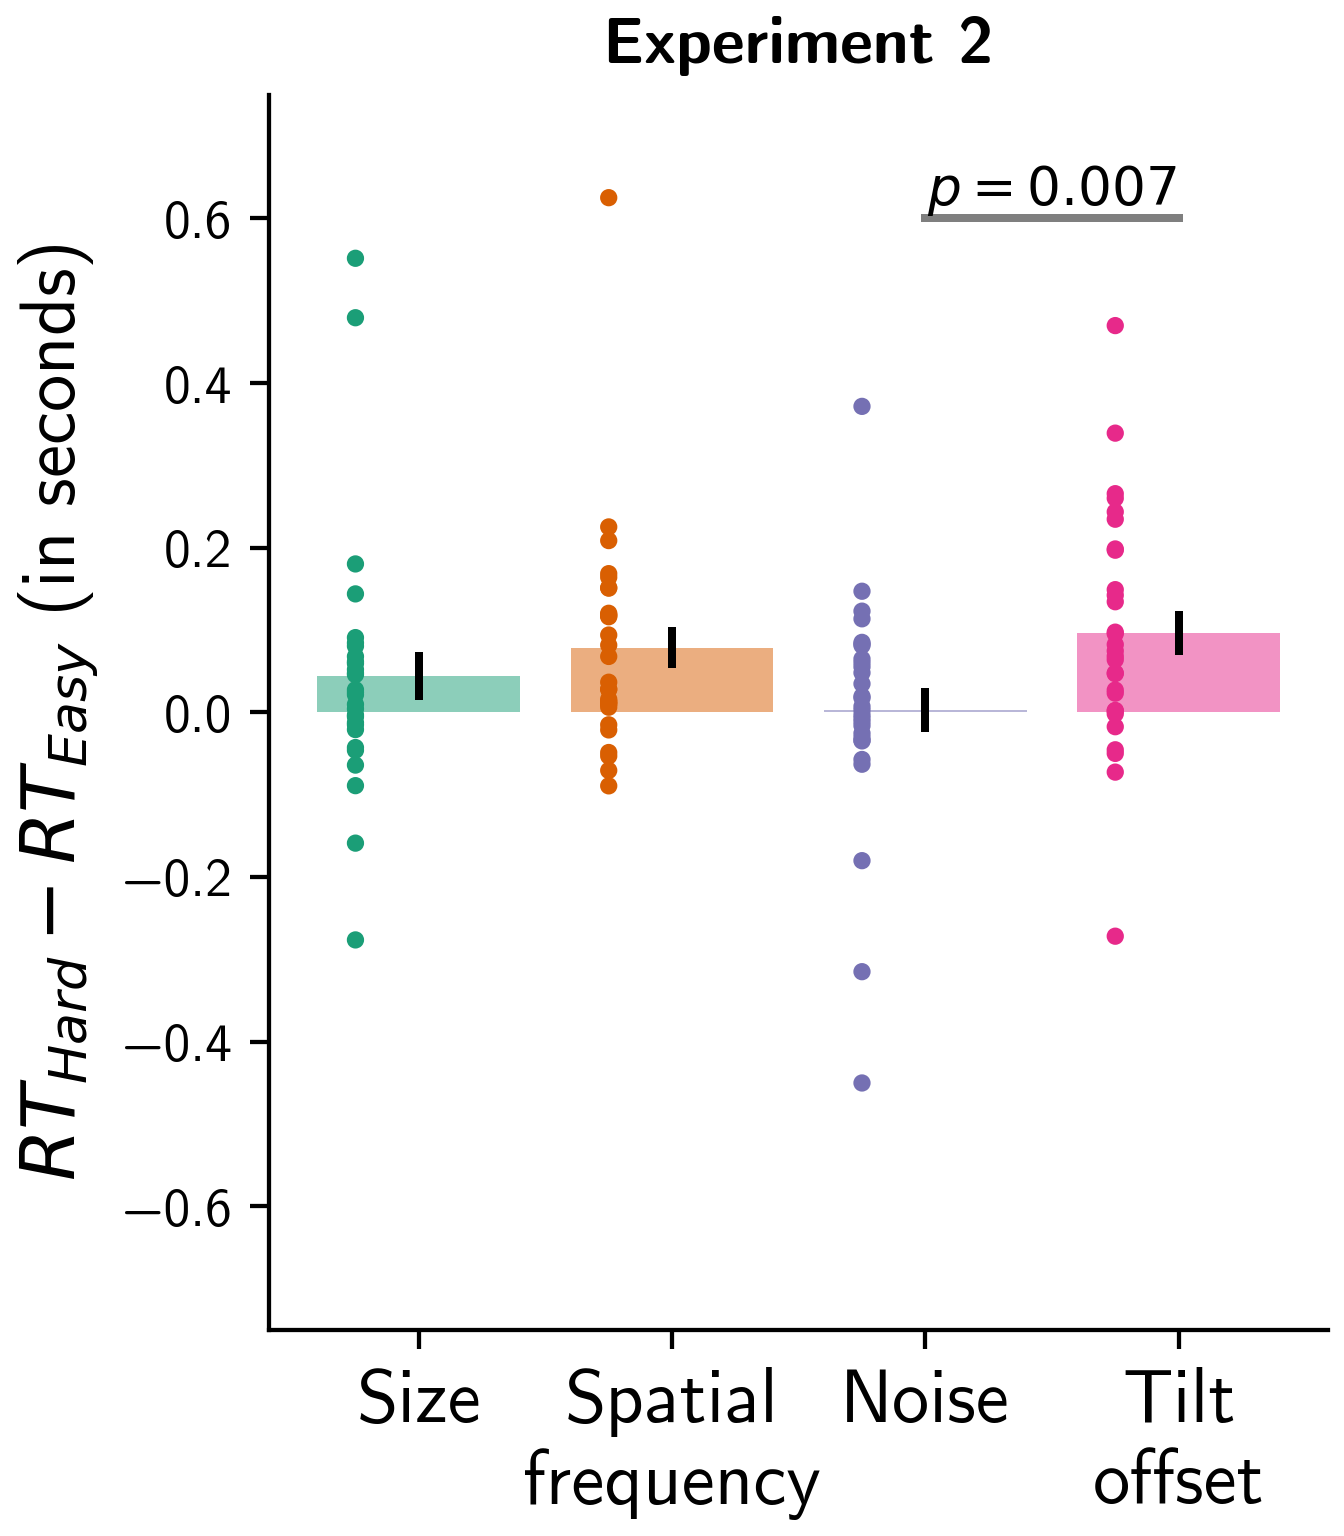 Experiment 2
p = 0.007
RT_Hard − RT_Easy (in seconds)
0.6
0.4
0.2
0.0
−0.2
−0.4
−0.6
Size
Spatial
frequency
Noise
Tilt
offset